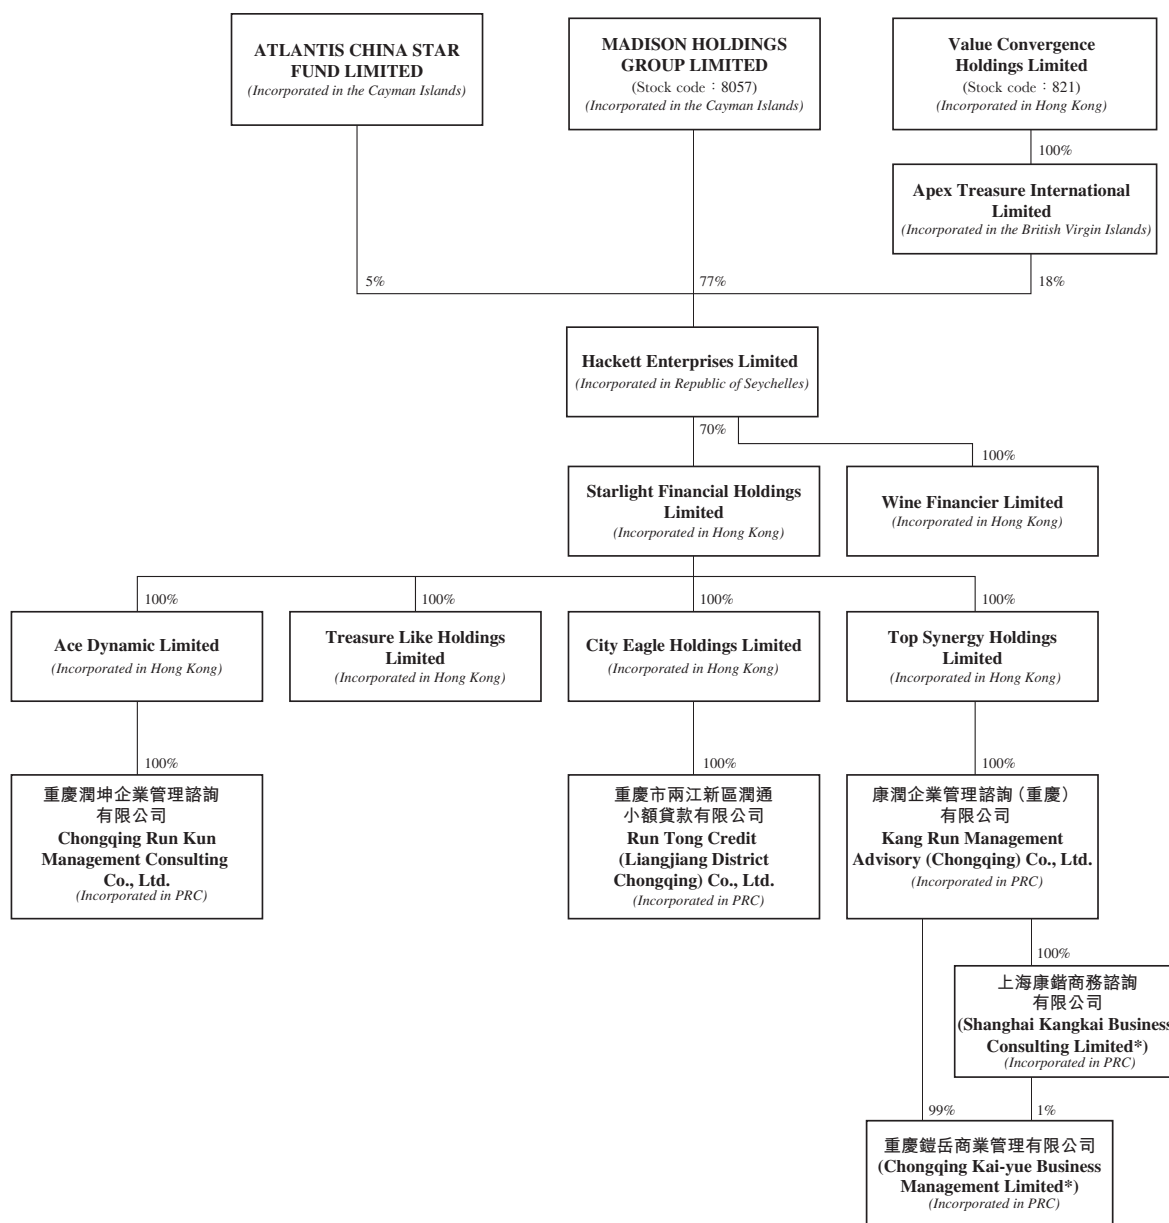 ATLANTIS CHINA STAR
FUND LIMITED
(Incorporated in the Cayman Islands)
MADISON HOLDINGS
GROUP LIMITED
(Stock code：8057)
(Incorporated in the Cayman Islands)
Value Convergence
Holdings Limited
(Stock code：821)
(Incorporated in Hong Kong)
100%
Apex Treasure International
Limited
(Incorporated in the British Virgin Islands)
5%
77%
18%
Hackett Enterprises Limited
(Incorporated in Republic of Seychelles)
70%
100%
Starlight Financial Holdings
Limited
(Incorporated in Hong Kong)
Wine Financier Limited
(Incorporated in Hong Kong)
100%
100%
100%
100%
Ace Dynamic Limited
(Incorporated in Hong Kong)
Treasure Like Holdings
Limited
(Incorporated in Hong Kong)
City Eagle Holdings Limited
(Incorporated in Hong Kong)
Top Synergy Holdings
Limited
(Incorporated in Hong Kong)
100%
100%
100%
重慶潤坤企業管理諮詢
有限公司
Chongqing Run Kun
Management Consulting
Co., Ltd.
(Incorporated in PRC)
重慶市兩江新區潤通
小額貸款有限公司
Run Tong Credit
(Liangjiang District
Chongqing) Co., Ltd.
(Incorporated in PRC)
康潤企業管理諮詢（重慶）
有限公司
Kang Run Management
Advisory (Chongqing) Co., Ltd.
(Incorporated in PRC)
100%
上海康鍇商務諮詢
有限公司
(Shanghai Kangkai Business
Consulting Limited*)
(Incorporated in PRC)
99%
1%
重慶鎧岳商業管理有限公司
(Chongqing Kai-yue Business
Management Limited*)
(Incorporated in PRC)